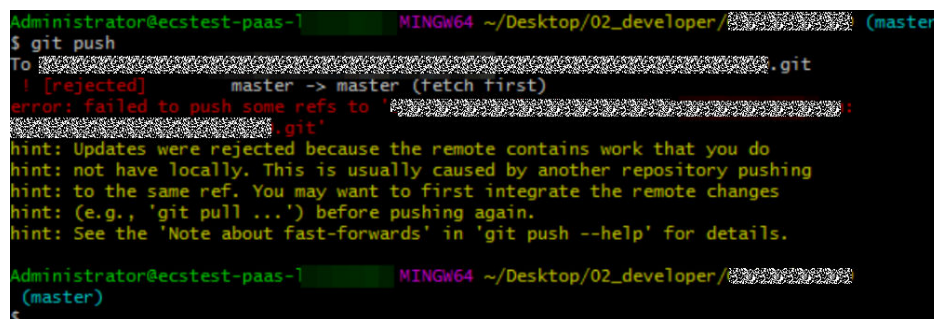 Administrator@ecstest-paas-l MINGW64 ~/Desktop/02_developer/ (master
$ git push
To .git
! [rejected] master -> master (fetch first)
error: failed to push some refs to ' :
.git'
hint: Updates were rejected because the remote contains work that you do
hint: not have locally. This is usually caused by another repository pushing
hint: to the same ref. You may want to first integrate the remote changes
hint: (e.g., 'git pull ...') before pushing again.
hint: See the 'Note about fast-forwards' in 'git push --help' for details.
Administrator@ecstest-paas-l MINGW64 ~/Desktop/02_developer/
(master)
$